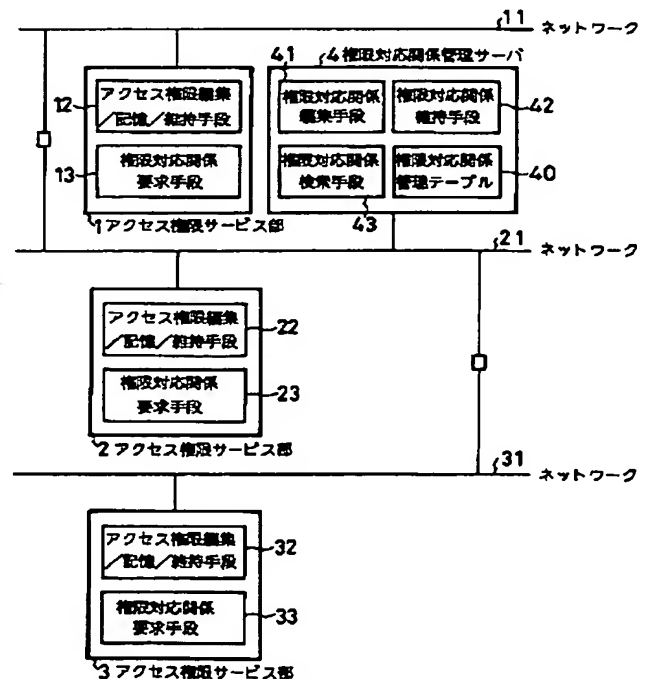 11 ネットワーク
41
4 権限対応関係管理サーバ
12
アクセス権限編集
/記憶/維持手段
権限対応関係
編集手段
権限対応関係
維持手段
42
13
権限対応関係
要求手段
権限対応関係
検索手段
権限対応関係
管理テーブル
40
1 アクセス権限サービス部
43
21 ネットワーク
アクセス権限編集
/記憶/維持手段
22
権限対応関係
要求手段
23
2 アクセス権限サービス部
31 ネットワーク
アクセス権限編集
/記憶/維持手段
32
権限対応関係
要求手段
33
3 アクセス権限サービス部